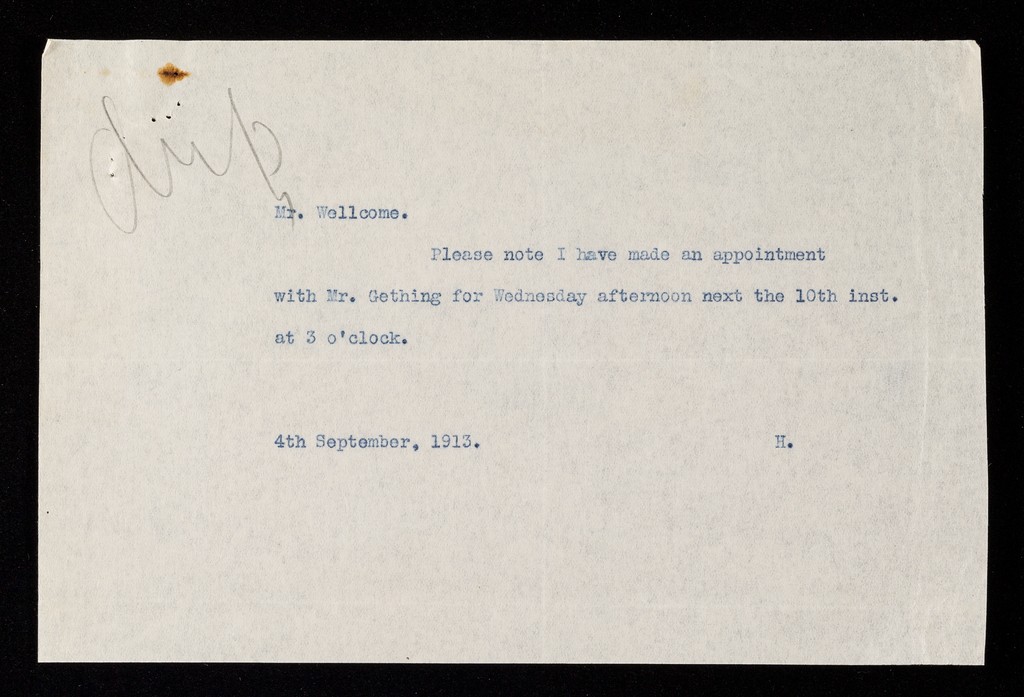 dup
Mr. Wellcome.
Please note I have made an appointment
with Mr. Gething for Wednesday afternoon next the 10th inst.
at 3 o'clock.
4th September, 1913. H.